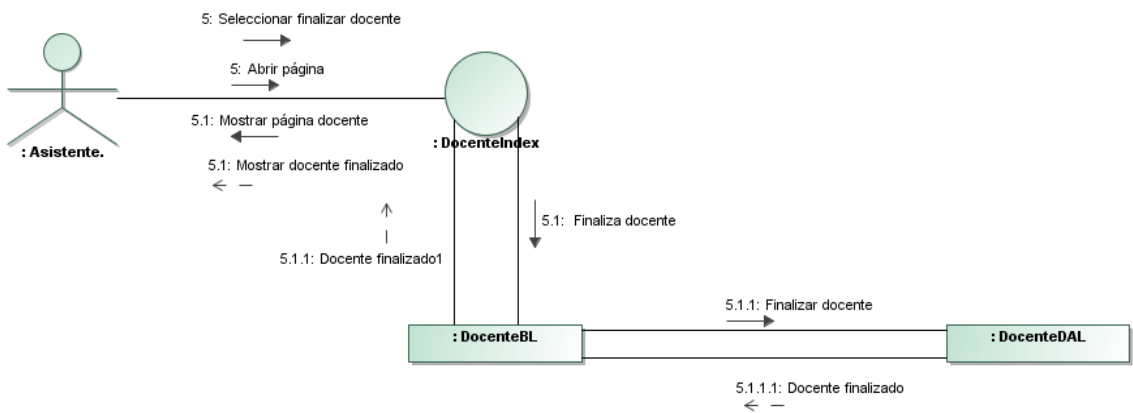 5: Seleccionar finalizar docente
5: Abrir página
5.1: Mostrar página docente
: DocenteIndex
: Asistente.
5.1: Mostrar docente finalizado
5.1: Finaliza docente
5.1.1: Docente finalizado1
5.1.1: Finalizar docente
: DocenteBL
: DocenteDAL
5.1.1.1: Docente finalizado